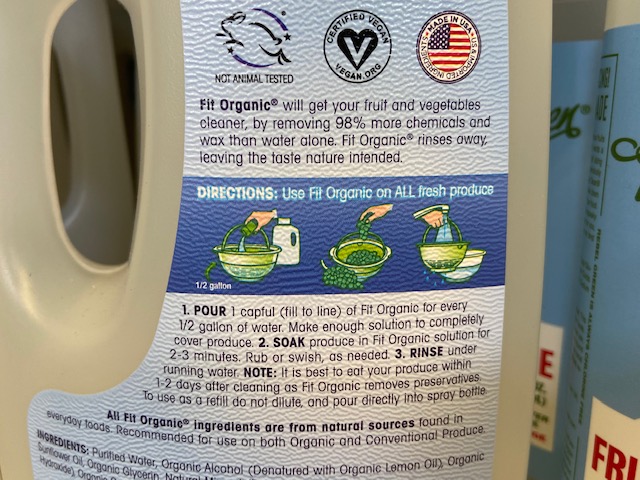 NOT ANIMAL TESTED
CERTIFIED VEGAN
VEGAN.ORG
MADE IN U.S.A.
U.S. & IMPORTED INGREDIENTS
Fit Organic® will get your fruit and vegetables
cleaner, by removing 98% more chemicals and
wax than water alone. Fit Organic® rinses away,
leaving the taste nature intended.
DIRECTIONS: Use Fit Organic on ALL fresh produce
1/2 gallon
1. POUR 1 capful (fill to line) of Fit Organic for every
1/2 gallon of water. Make enough solution to completely
cover produce. 2. SOAK produce in Fit Organic solution for
2-3 minutes. Rub or swish, as needed. 3. RINSE under
running water. NOTE: It is best to eat your produce within
1-2 days after cleaning as Fit Organic removes preservatives.
To use as a refill do not dilute, and pour directly into spray bottle.
All Fit Organic® ingredients are from natural sources found in
everyday foods. Recommended for use on both Organic and Conventional Produce.
INGREDIENTS: Purified Water, Organic Alcohol (Denatured with Organic Lemon Oil), Organic
Sunflower Oil, Organic Glycerin, Natural
Hydroxide), Organic
FRU